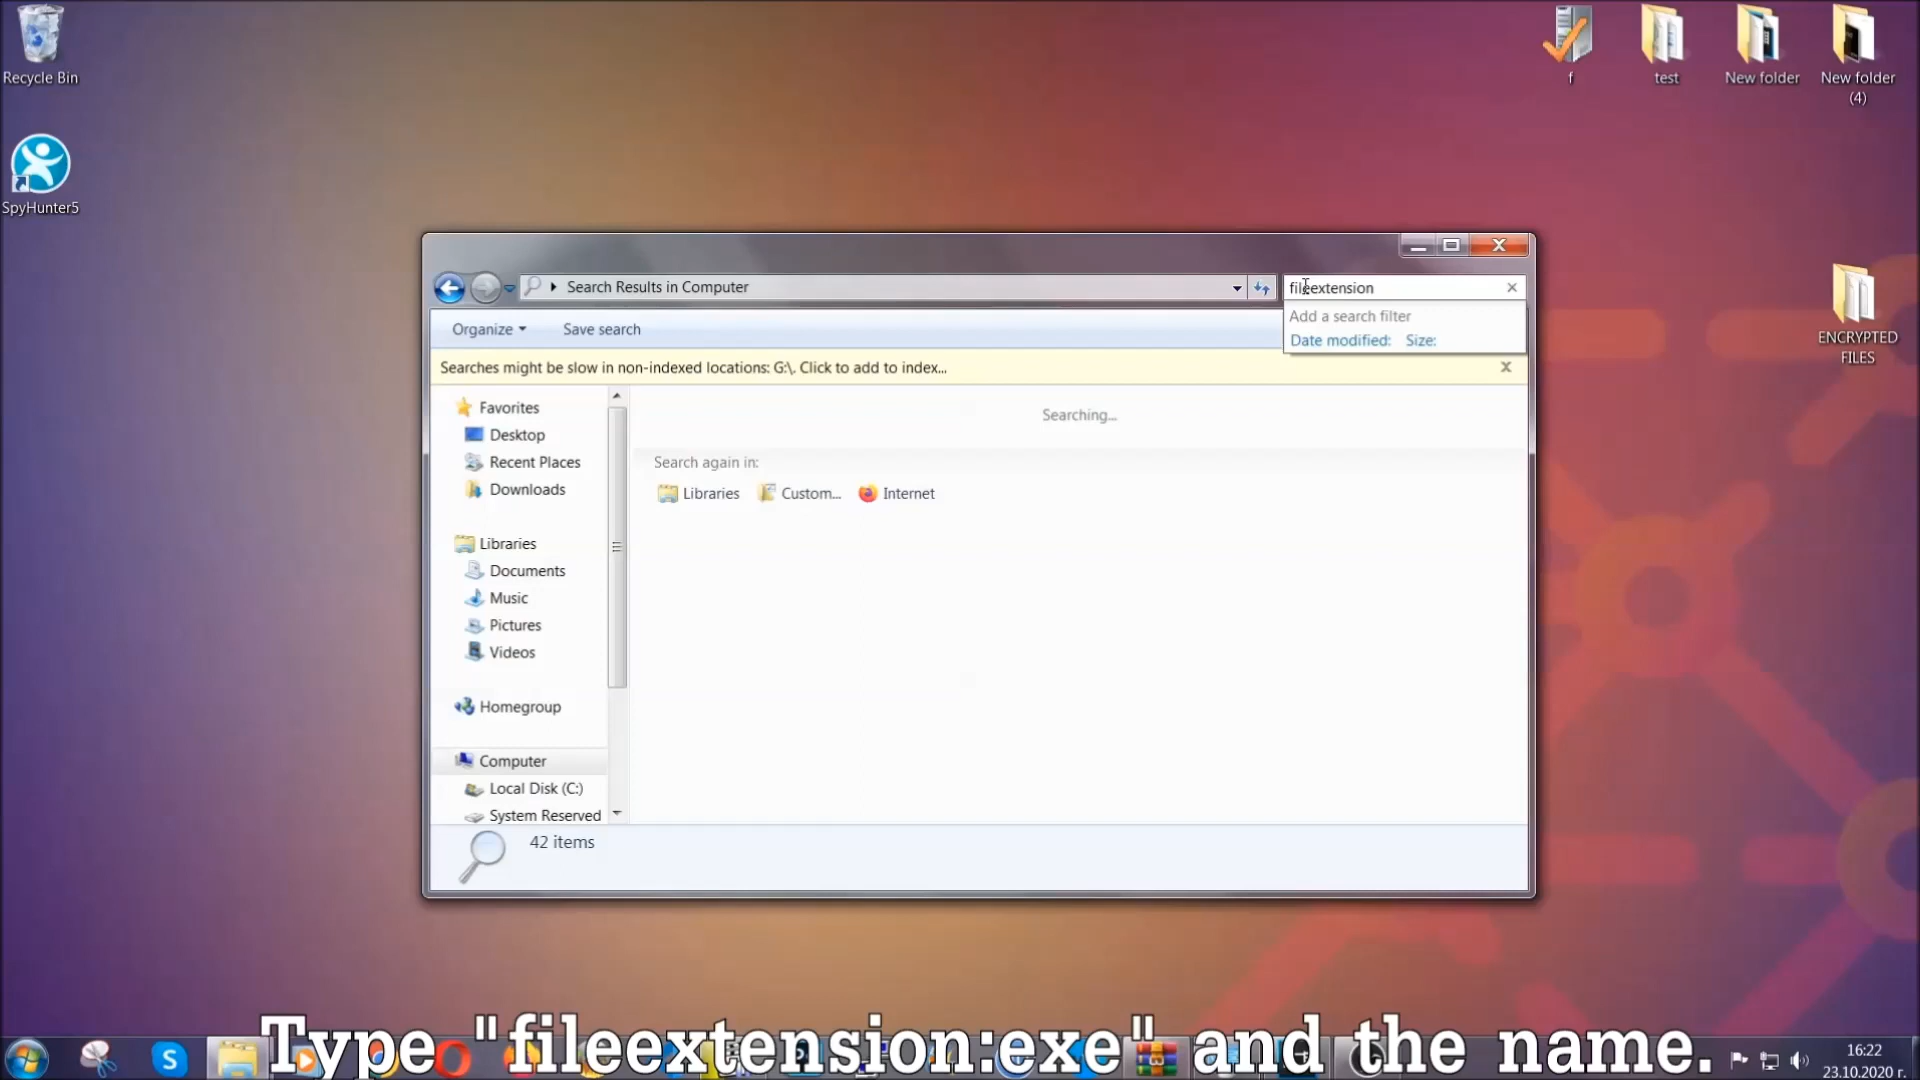 Recycle Bin
SpyHunter5
f
test
New folder
New folder
(4)
ENCRYPTED
FILES
Search Results in Computer
fileextension
Add a search filter
Date modified: Size:
Organize
Save search
Searches might be slow in non-indexed locations: G:\. Click to add to index...
Favorites
Desktop
Recent Places
Downloads
Libraries
Documents
Music
Pictures
Videos
Homegroup
Computer
Local Disk (C:)
System Reserved
Searching...
Search again in:
Libraries
Custom...
Internet
42 items
Type "fileextension:exe" and the name.
16:22
23.10.2020 г.